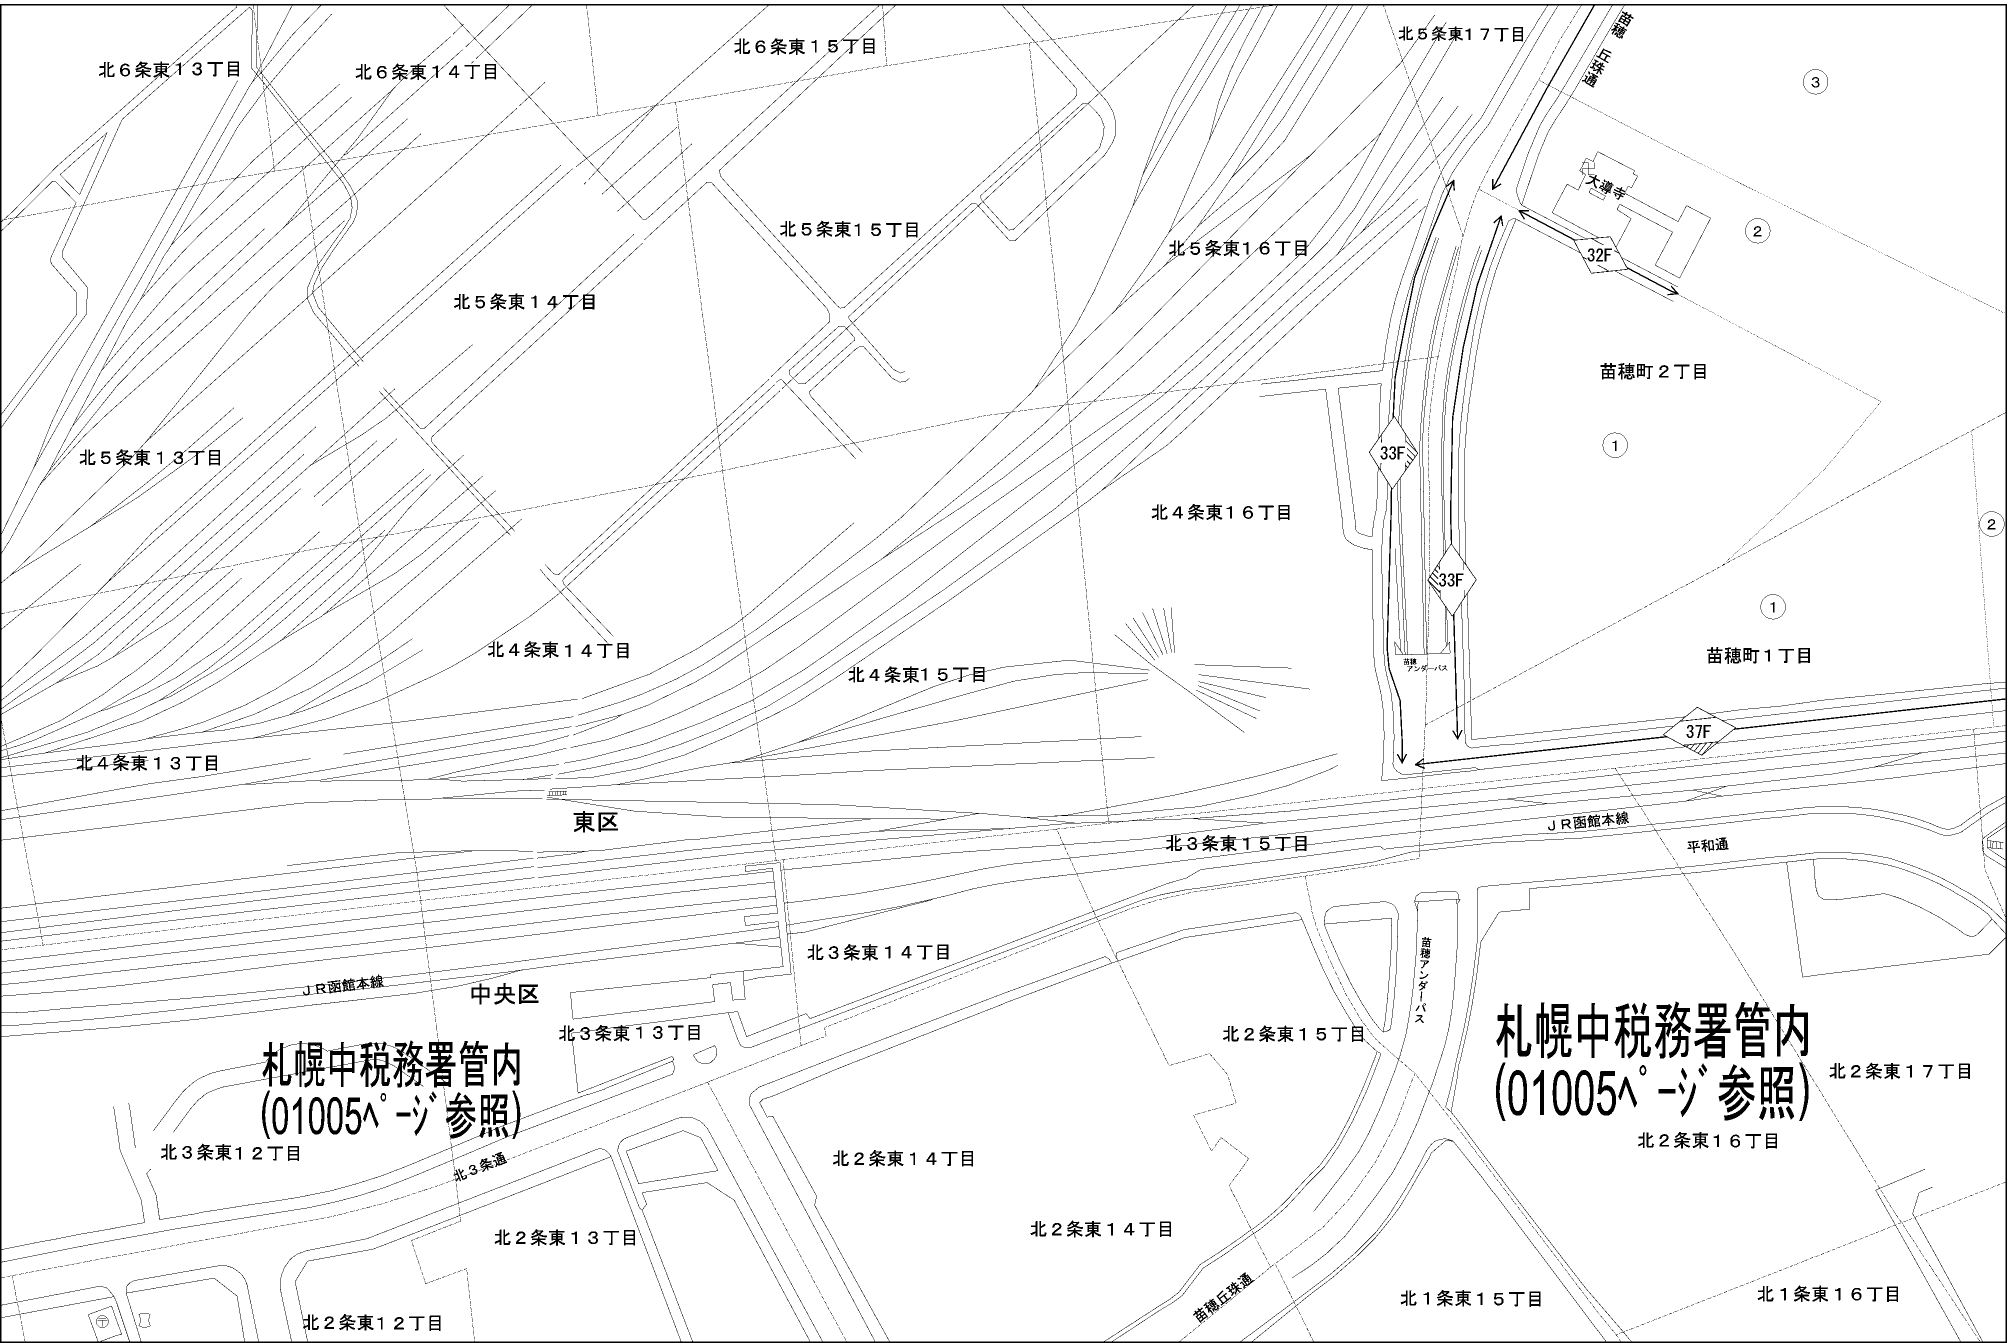 北６条東１３丁目
北６条東１４丁目
北６条東１５丁目
北５条東１７丁目
苗穂
丘珠通
3
大導寺
2
32F
北５条東１５丁目
北５条東１６丁目
北５条東１４丁目
苗穂町２丁目
1
33F
北５条東１３丁目
北４条東１６丁目
2
33F
1
北４条東１４丁目
苗穂町１丁目
苗穂
アンダーパス
北４条東１５丁目
37F
北４条東１３丁目
東区
ＪＲ函館本線
北３条東１５丁目
平和通
北３条東１４丁目
苗穂アンダーパス
ＪＲ函館本線
中央区
北３条東１３丁目
北２条東１５丁目
札幌中税務署管内
(01005ﾍﾟｰｼﾞ参照)
札幌中税務署管内
(01005ﾍﾟｰｼﾞ参照)
北２条東１７丁目
北２条東１６丁目
北３条東１２丁目
北３条通
北２条東１４丁目
北２条東１３丁目
北２条東１４丁目
苗穂丘珠通
北１条東１５丁目
北１条東１６丁目
北２条東１２丁目